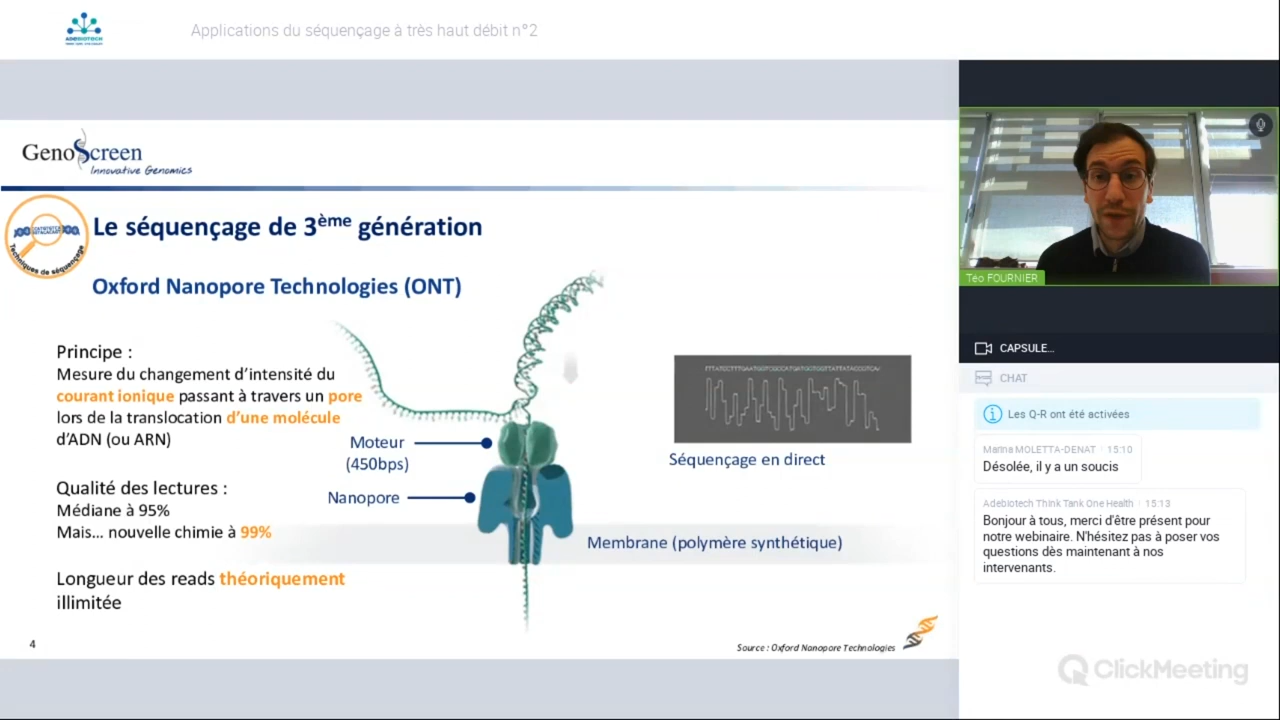 ADEBIOTECH
Applications du séquençage à très haut débit n°2
GenoScreen
Innovative Genomics
Techniques de séquençage
Le séquençage de 3ème génération
Oxford Nanopore Technologies (ONT)
Principe :
Mesure du changement d'intensité du
courant ionique passant à travers un pore
lors de la translocation d'une molécule
d'ADN (ou ARN)
Qualité des lectures :
Médiane à 95%
Mais... nouvelle chimie à 99%
Longueur des reads théoriquement
illimitée
Moteur
(450bps)
Nanopore
Séquençage en direct
Membrane (polymère synthétique)
4
Source : Oxford Nanopore Technologies
Téo FOURNIER
CAPSULE...
CHAT
Les Q-R ont été activées
Marina MOLETTA-DENAT 15:10
Désolée, il y a un soucis
Adebiotech Think Tank One Health 15:13
Bonjour à tous, merci d'être présent pour
notre webinaire. N'hésitez pas à poser vos
questions dès maintenant à nos
intervenants.
ClickMeeting